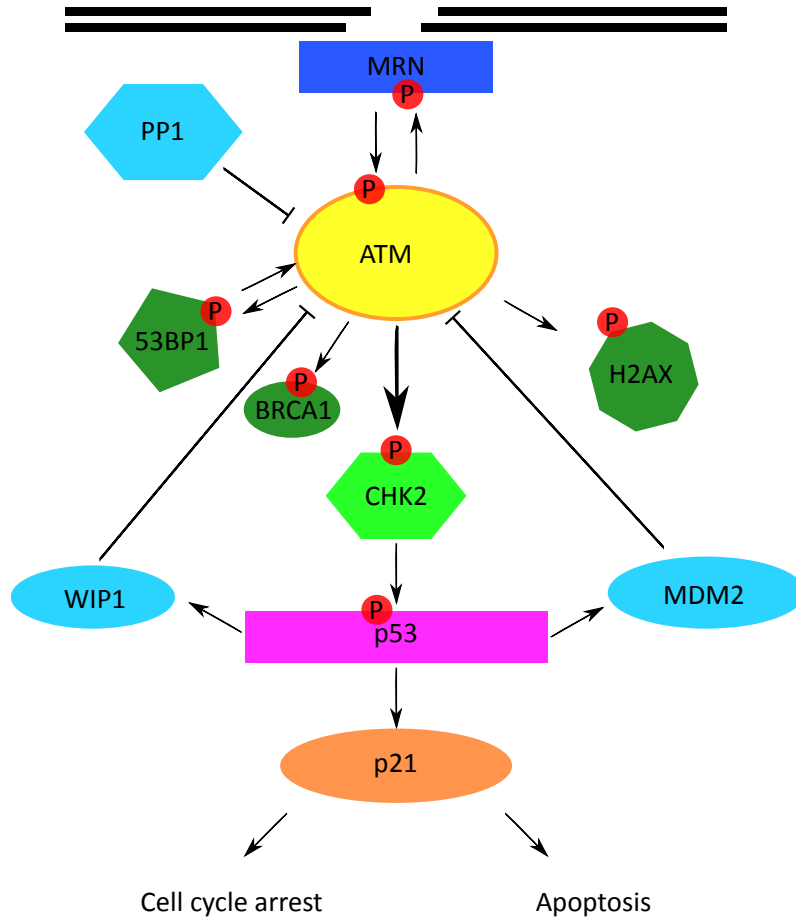 MRN
P
PP1
P
ATM
P
53BP1
P
H2AX
P
BRCA1
P
CHK2
WIP1
MDM2
P
p53
p21
Cell cycle arrest
Apoptosis